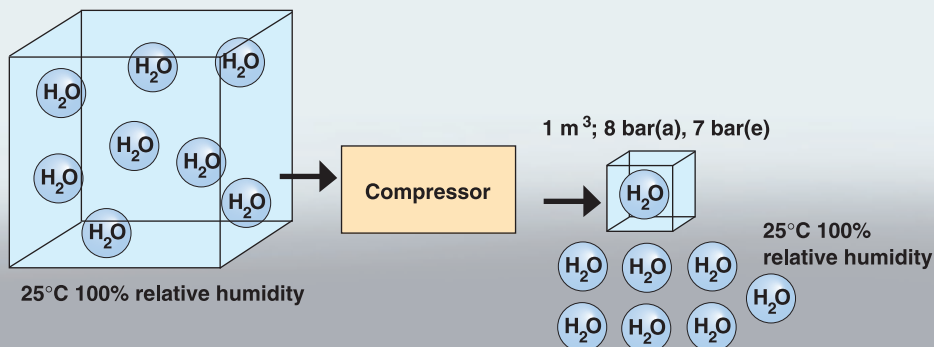 H₂O
H₂O
H₂O
H₂O
H₂O
H₂O
H₂O
H₂O
25°C 100% relative humidity
Compressor
1 m³; 8 bar(a), 7 bar(e)
H₂O
25°C 100%
relative humidity
H₂O H₂O H₂O
H₂O
H₂O H₂O H₂O